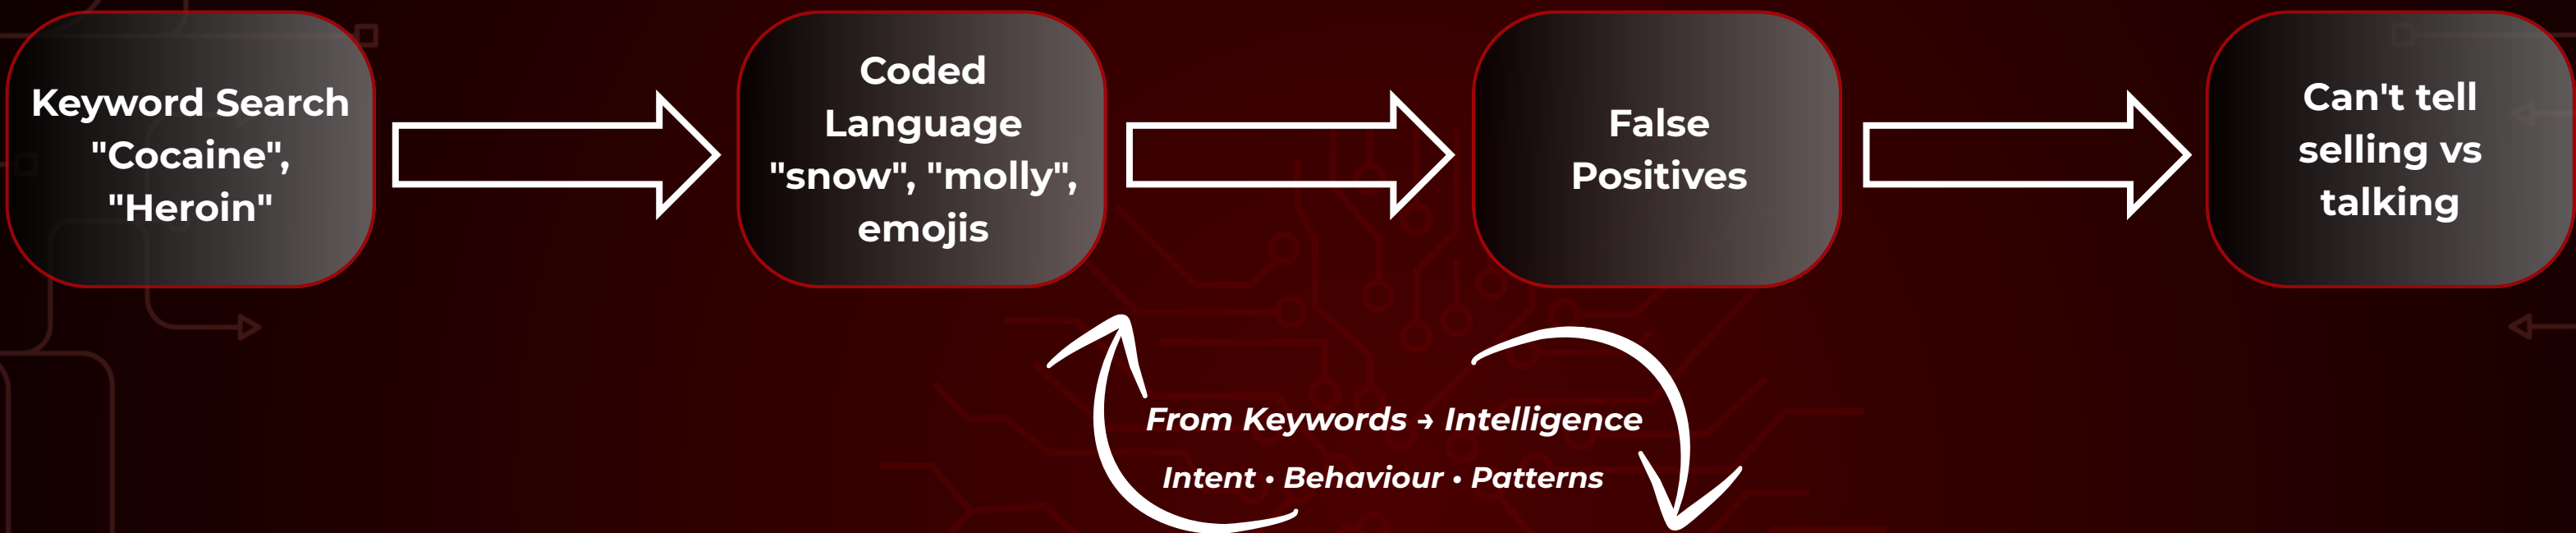 Keyword Search
"Cocaine",
"Heroin"
Coded
Language
"snow", "molly",
emojis
False
Positives
Can't tell
selling vs
talking
From Keywords → Intelligence
Intent • Behaviour • Patterns